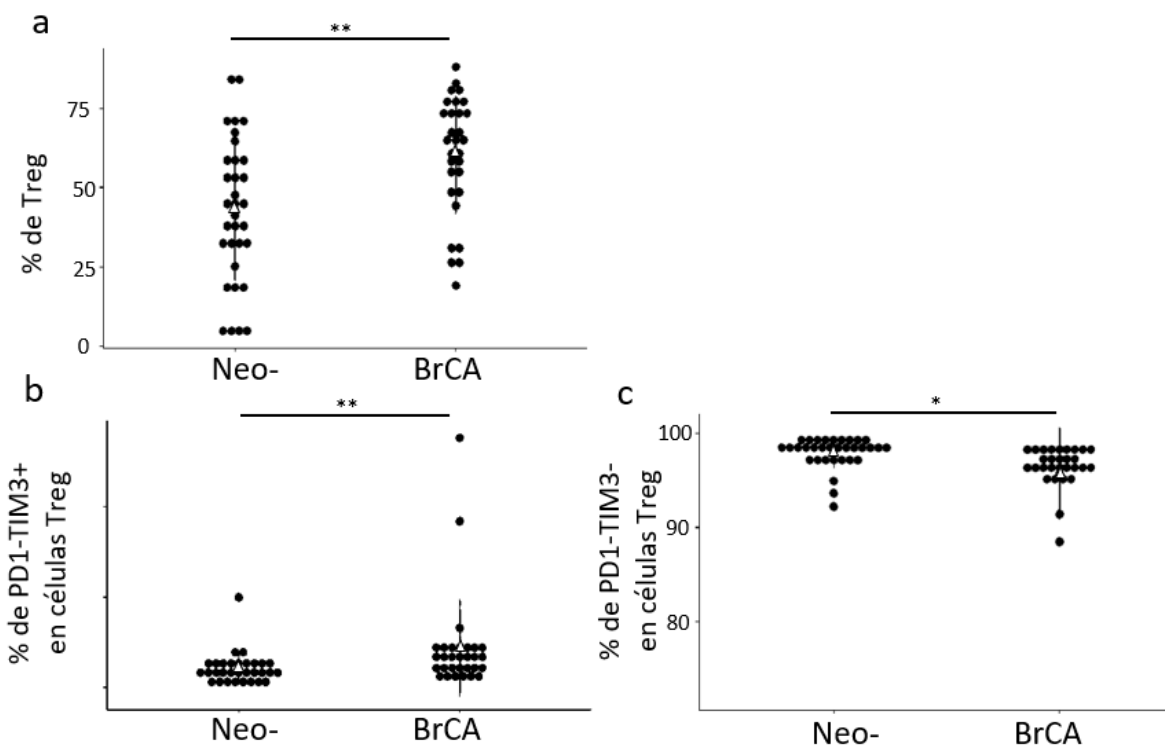 a
**
% de Treg
75
50
25
0
Neo-
BrCA
b
**
% de PD1-TIM3+
en células Treg
Neo-
BrCA
c
*
% de PD1-TIM3-
en células Treg
100
90
80
Neo-
BrCA